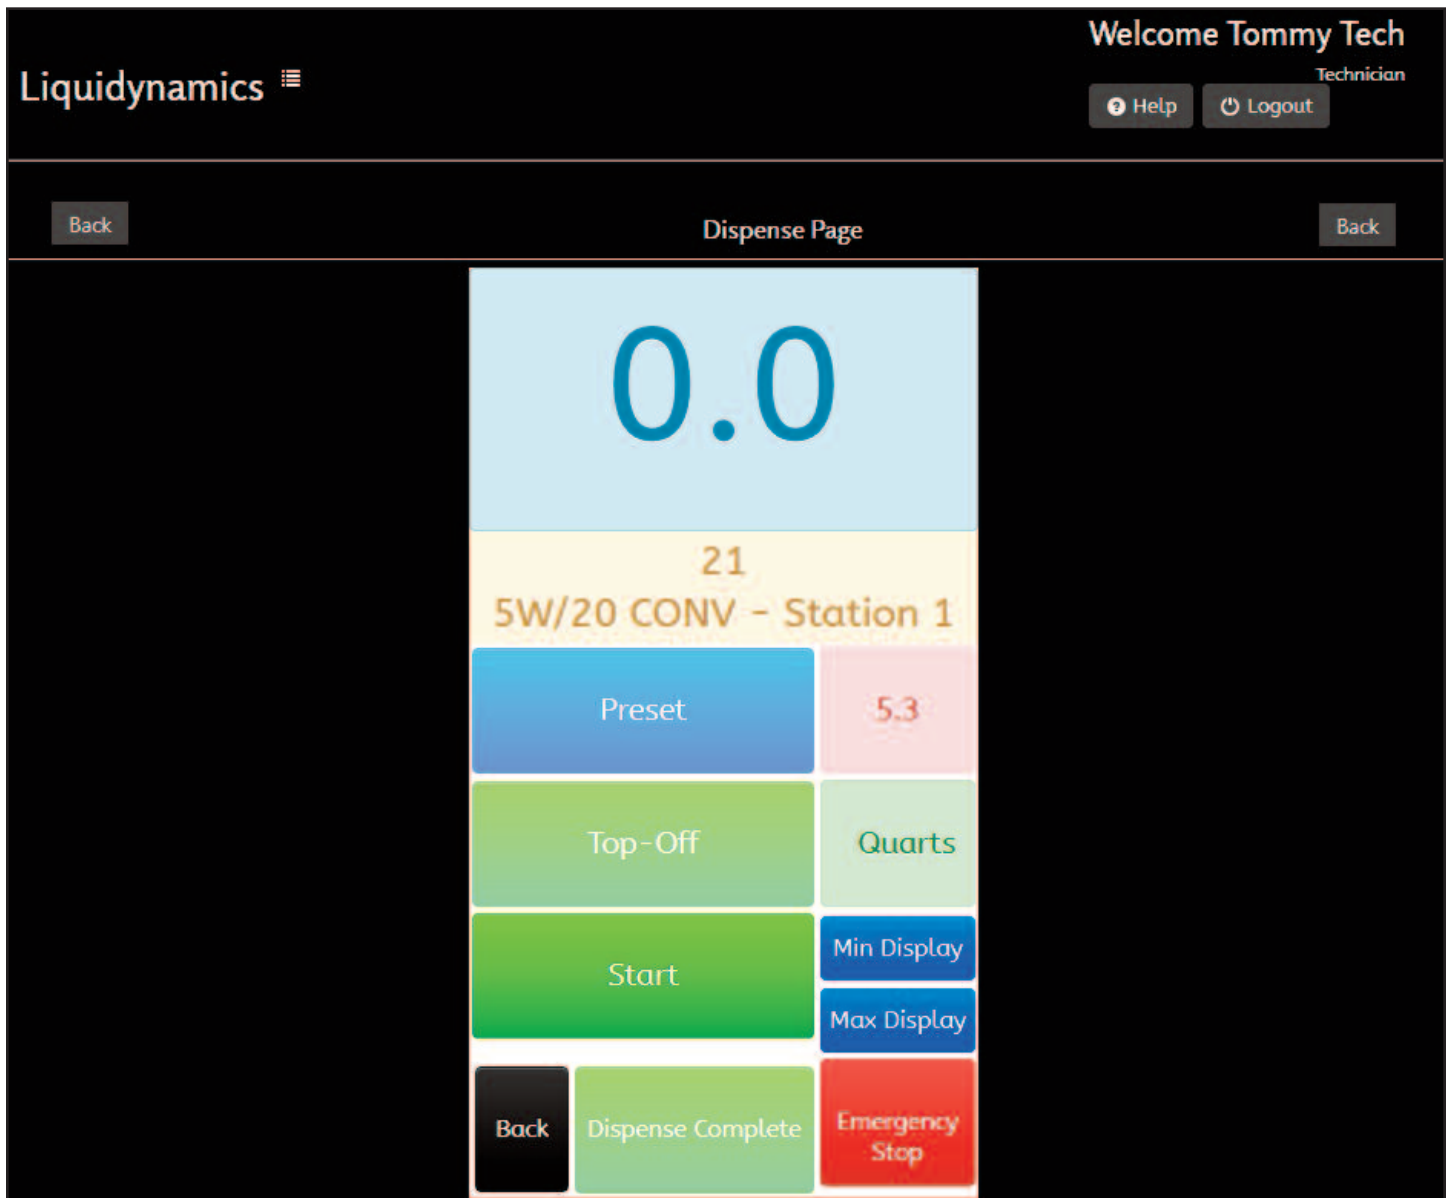 Welcome Tommy Tech
Liquidynamics
Technician
Help
Logout
Back
Dispense Page
Back
0.0
21
5W/20 CONV - Station 1
Preset
5.3
Top-Off
Quarts
Start
Min Display
Max Display
Back
Dispense Complete
Emergency
Stop